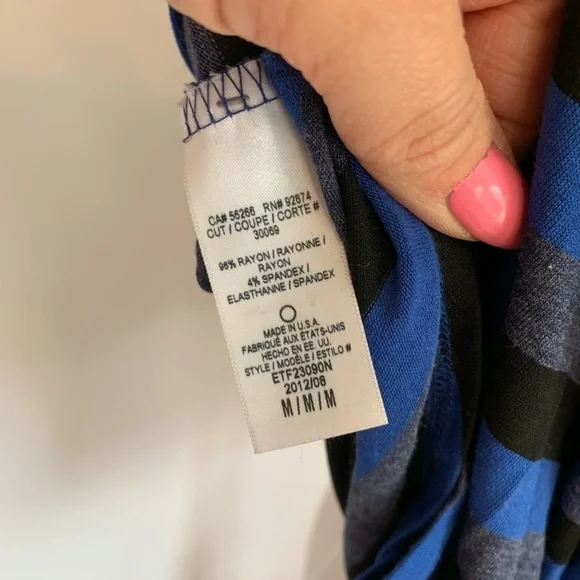 CA# 56266 RN# 92874
CUT / COUPE / CORTE #
30069
96% RAYON / RAYONNE /
RAYON
4% SPANDEX /
ELASTHANNE / SPANDEX
MADE IN U.S.A.
FABRIQUÉ AUX ÉTATS-UNIS
HECHO EN EE. UU.
STYLE / MODÈLE / ESTILO #
ETF23090N
2012/08
M / M / M